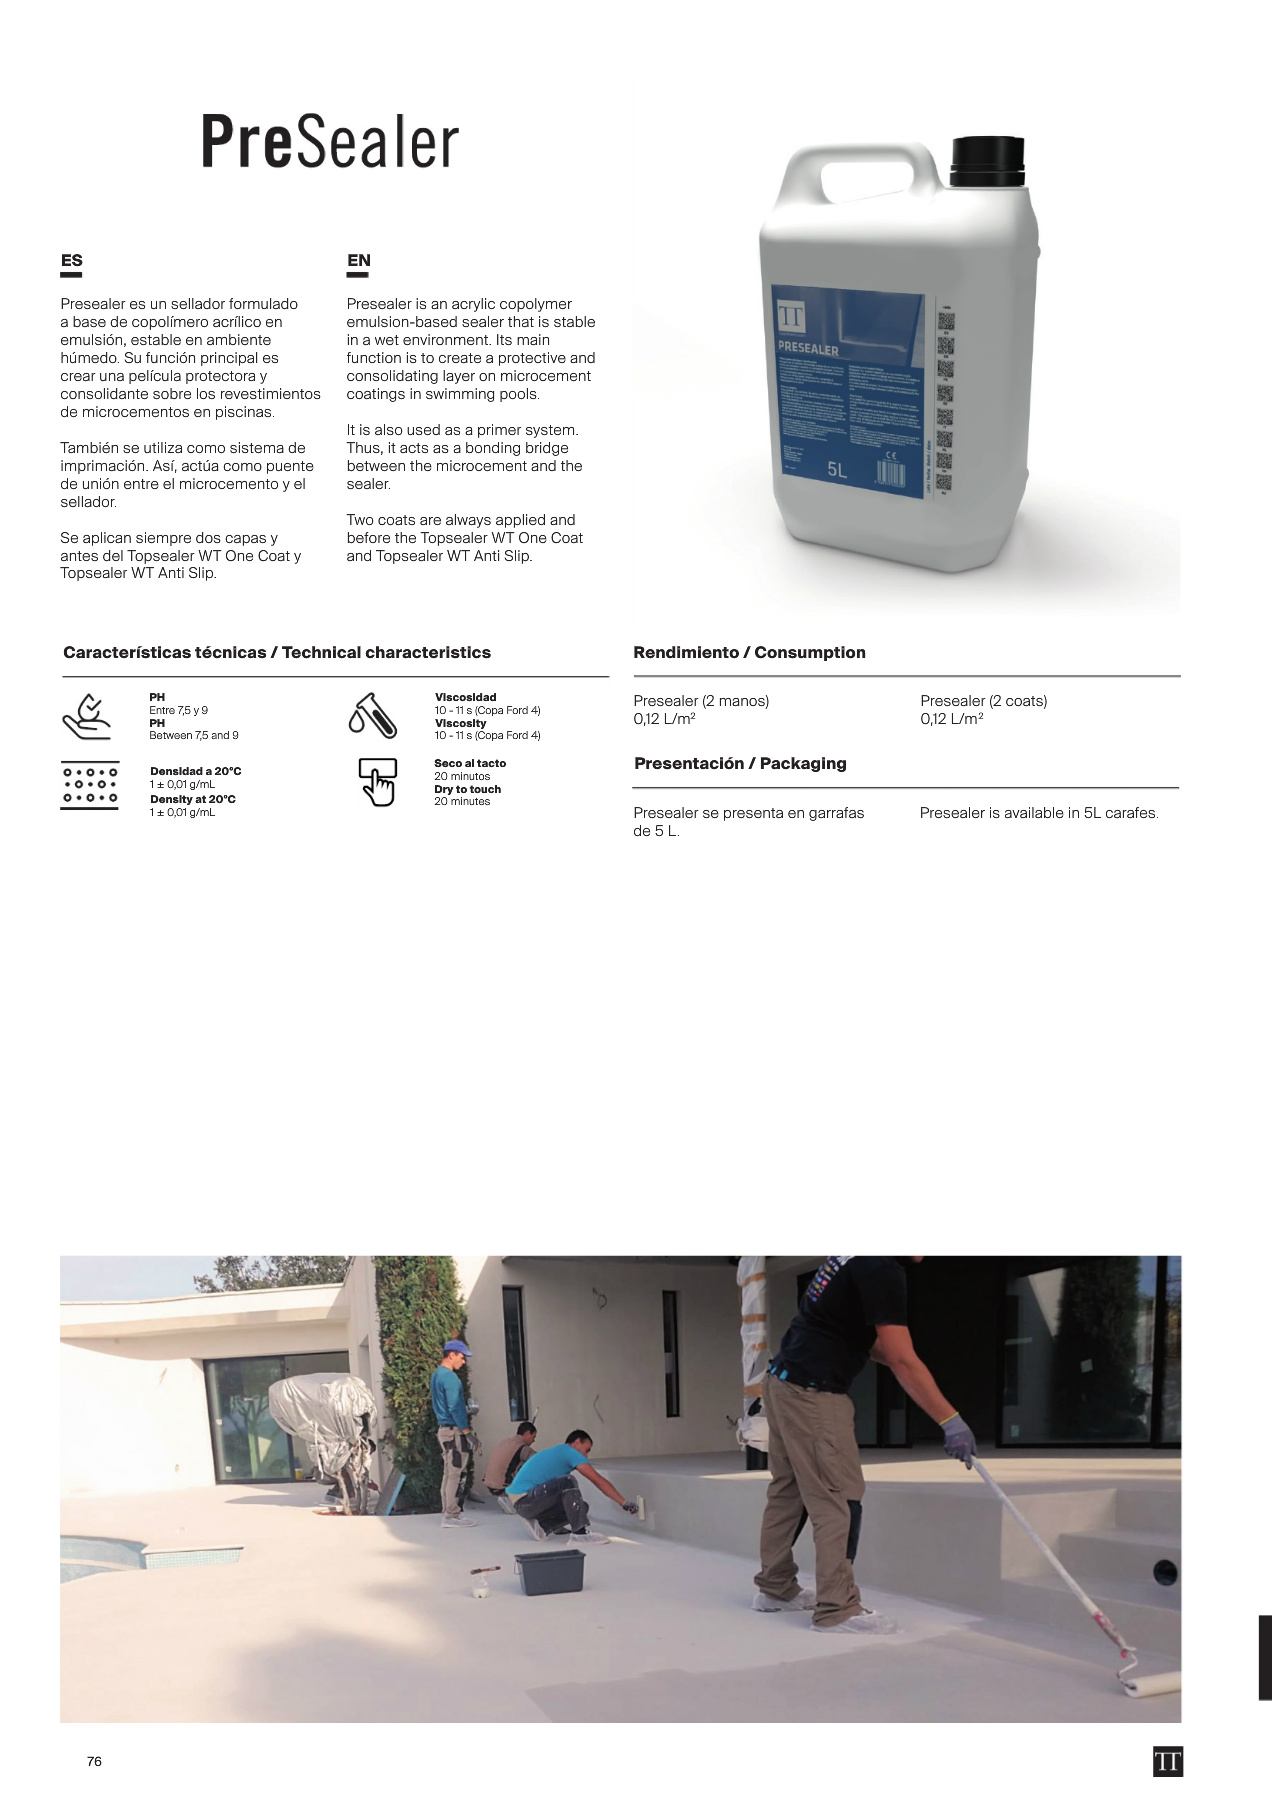 PreSealer
ES
Presealer es un sellador formulado
a base de copolímero acrílico en
emulsión, estable en ambiente
húmedo. Su función principal es
crear una película protectora y
consolidante sobre los revestimientos
de microcementos en piscinas.
También se utiliza como sistema de
imprimación. Así, actúa como puente
de unión entre el microcemento y el
sellador.
Se aplican siempre dos capas y
antes del Topsealer WT One Coat y
Topsealer WT Anti Slip.
EN
Presealer is an acrylic copolymer
emulsion-based sealer that is stable
in a wet environment. Its main
function is to create a protective and
consolidating layer on microcement
coatings in swimming pools.
It is also used as a primer system.
Thus, it acts as a bonding bridge
between the microcement and the
sealer.
Two coats are always applied and
before the Topsealer WT One Coat
and Topsealer WT Anti Slip.
TT
PRESEALER
5L
CE
Características técnicas / Technical characteristics
PH
Entre 7,5 y 9
PH
Between 7,5 and 9
Viscosidad
10 - 11 s (Copa Ford 4)
Viscosity
10 - 11 s (Copa Ford 4)
Densidad a 20ºC
1 ± 0,01 g/mL
Density at 20ºC
1 ± 0,01 g/mL
Seco al tacto
20 minutos
Dry to touch
20 minutes
Rendimiento / Consumption
Presealer (2 manos)
0,12 L/m²
Presealer (2 coats)
0,12 L/m²
Presentación / Packaging
Presealer se presenta en garrafas
de 5 L.
Presealer is available in 5L carafes.
76
TT